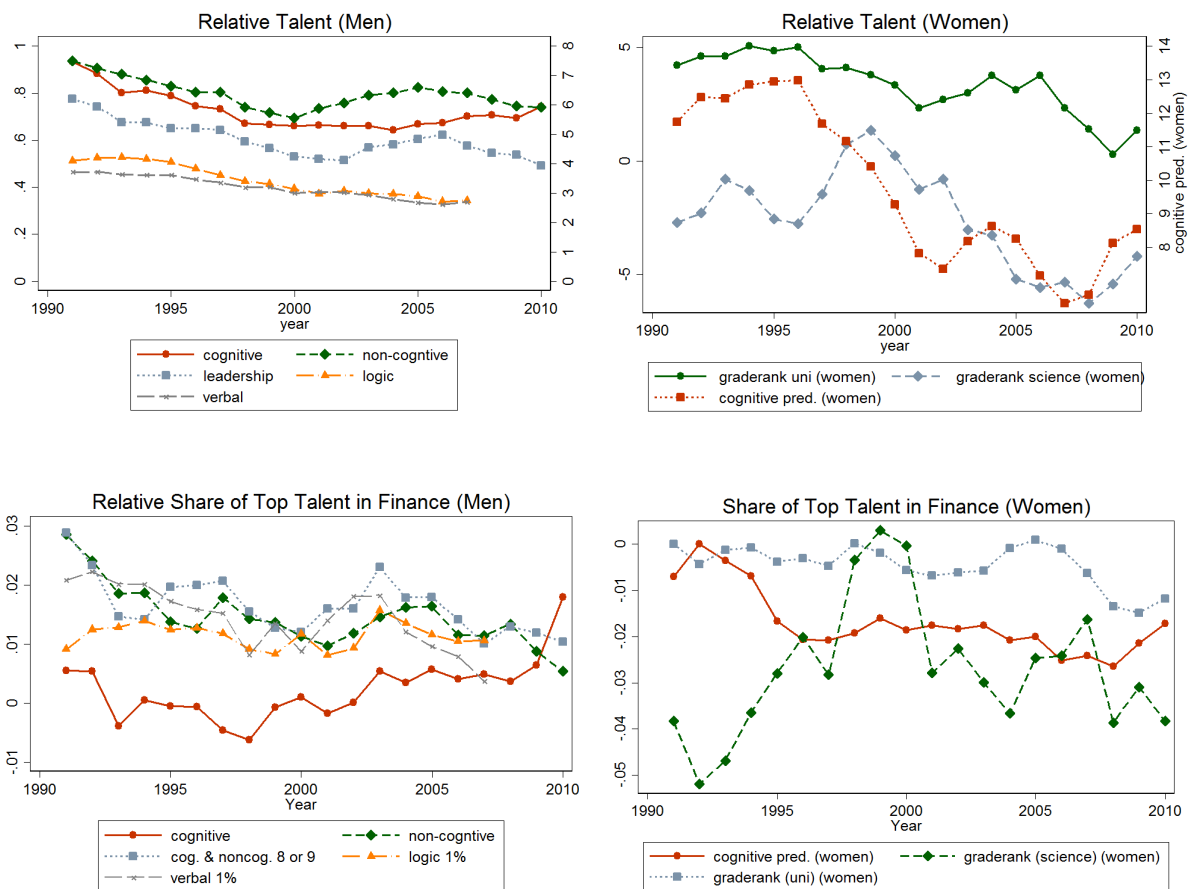 Relative Talent (Men)
1
.8
.6
.4
.2
0
8
7
6
5
4
3
2
1
0
1990 1995 2000 2005 2010
year
cognitive non-cogntive
leadership logic
verbal
Relative Talent (Women)
5
0
-5
14
13
12
11
10
9
8
cognitive pred. (women)
1990 1995 2000 2005 2010
year
graderank uni (women) graderank science (women)
cognitive pred. (women)
Relative Share of Top Talent in Finance (Men)
.03
.02
.01
0
-.01
1990 1995 2000 2005 2010
Year
cognitive non-cogntive
cog. & noncog. 8 or 9 logic 1%
verbal 1%
Share of Top Talent in Finance (Women)
0
-.01
-.02
-.03
-.04
-.05
1990 1995 2000 2005 2010
Year
cognitive pred. (women) graderank (science) (women)
graderank (uni) (women)